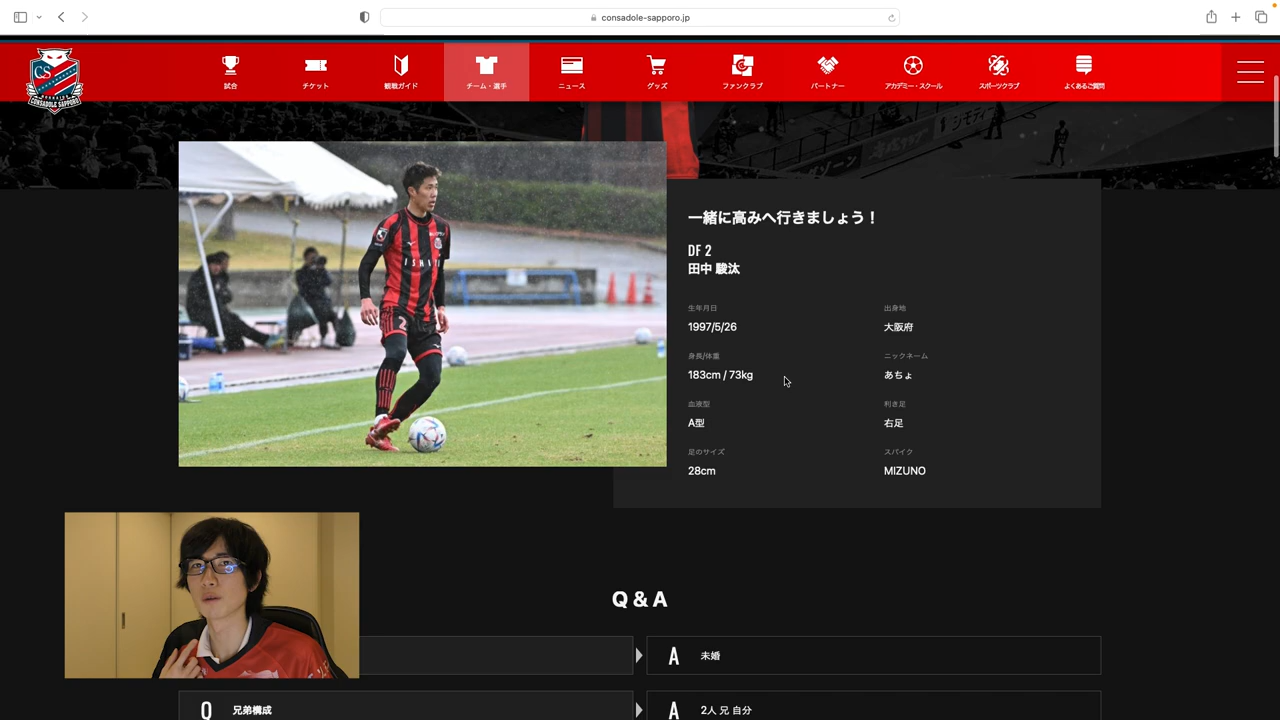 consadole-sapporo.jp
CS
CONSADOLE SAPPORO
試合
チケット
観戦ガイド
チーム・選手
ニュース
グッズ
ファンクラブ
パートナー
アカデミー・スクール
スポーツクラブ
よくあるご質問
一緒に高みへ行きましょう！
DF 2
田中 駿汰
生年月日
出身地
1997/5/26
大阪府
身長/体重
ニックネーム
183cm / 73kg
あちょ
血液型
利き足
A型
右足
足のサイズ
スパイク
28cm
MIZUNO
Q & A
A 未婚
Q 兄弟構成
A 2人 兄 自分